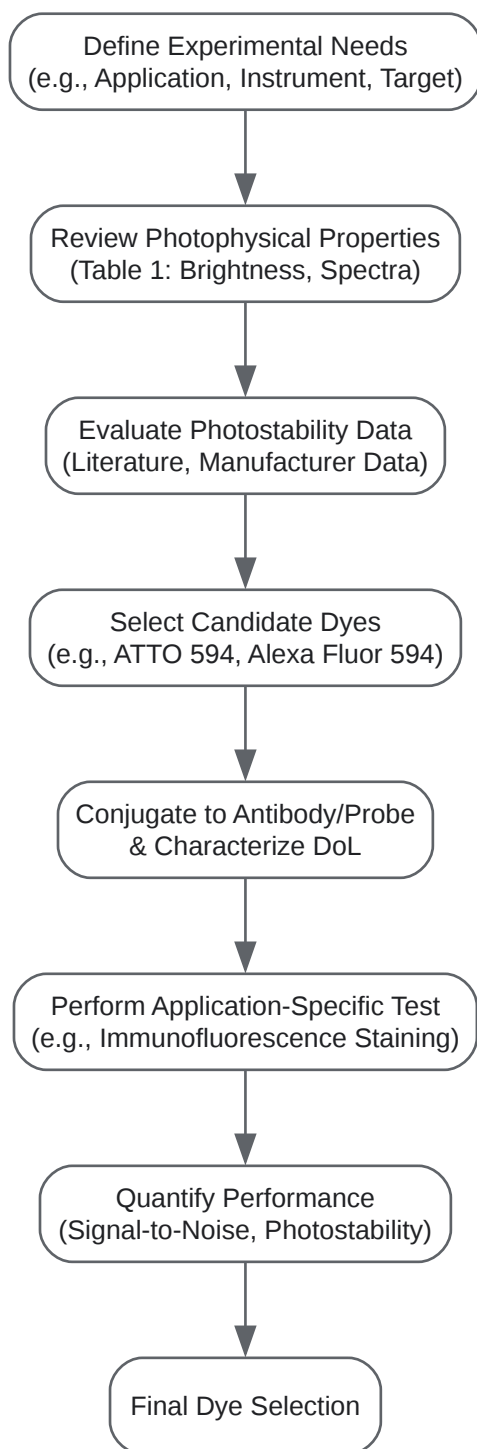 Define Experimental Needs
(e.g., Application, Instrument, Target)
Review Photophysical Properties
(Table 1: Brightness, Spectra)
Evaluate Photostability Data
(Literature, Manufacturer Data)
Select Candidate Dyes
(e.g., ATTO 594, Alexa Fluor 594)
Conjugate to Antibody/Probe
& Characterize DoL
Perform Application-Specific Test
(e.g., Immunofluorescence Staining)
Quantify Performance
(Signal-to-Noise, Photostability)
Final Dye Selection